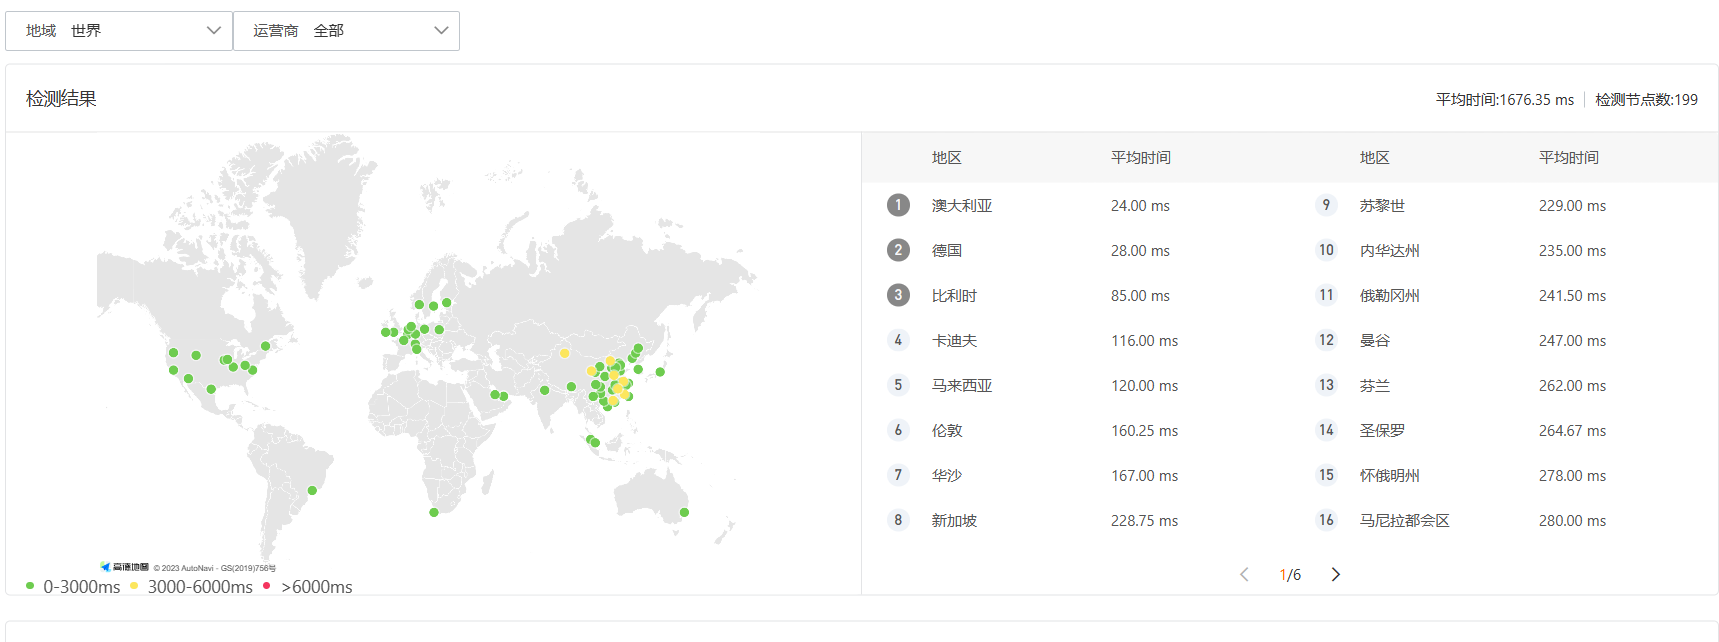 地域 世界 运营商 全部
检测结果
平均时间:1676.35 ms 检测节点数:199
地区 平均时间 地区 平均时间
1 澳大利亚 24.00 ms 9 苏黎世 229.00 ms
2 德国 28.00 ms 10 内华达州 235.00 ms
3 比利时 85.00 ms 11 俄勒冈州 241.50 ms
4 卡迪夫 116.00 ms 12 曼谷 247.00 ms
5 马来西亚 120.00 ms 13 芬兰 262.00 ms
6 伦敦 160.25 ms 14 圣保罗 264.67 ms
7 华沙 167.00 ms 15 怀俄明州 278.00 ms
8 新加坡 228.75 ms 16 马尼拉都会区 280.00 ms
高德地图 © 2023 AutoNavi - GS(2019)756号
0-3000ms 3000-6000ms >6000ms
1/6